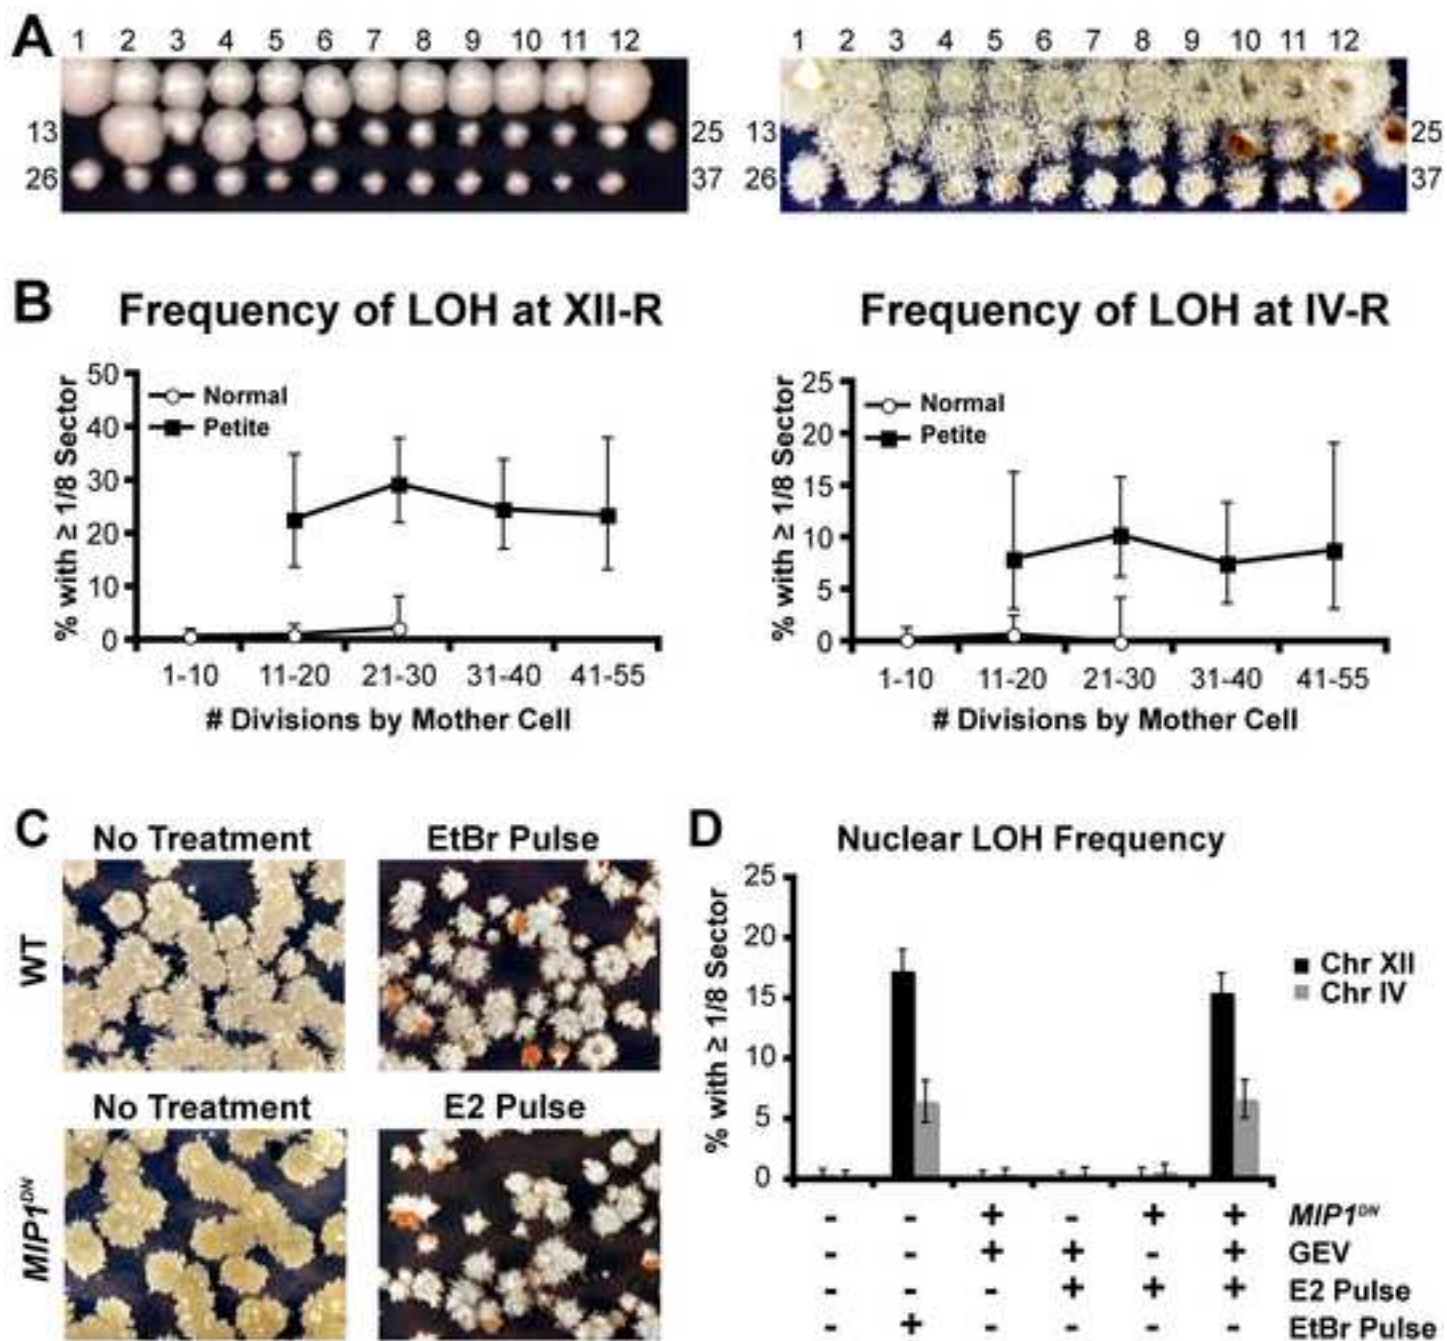 A
1 2 3 4 5 6 7 8 9 10 11 12
1 2 3 4 5 6 7 8 9 10 11 12
13 25
13 25
26 37
26 37
B
Frequency of LOH at XII-R
% with ≥ 1/8 Sector
50
40
30
20
10
0
Normal
Petite
1-10 11-20 21-30 31-40 41-55
# Divisions by Mother Cell
Frequency of LOH at IV-R
% with ≥ 1/8 Sector
25
20
15
10
5
0
Normal
Petite
1-10 11-20 21-30 31-40 41-55
# Divisions by Mother Cell
C
No Treatment EtBr Pulse
WT
No Treatment E2 Pulse
MIP1ᴰᴺ
D
Nuclear LOH Frequency
% with ≥ 1/8 Sector
25
20
15
10
5
0
Chr XII
Chr IV
- - + - + + MIP1ᴰᴺ
- - + + - + GEV
- - - + + + E2 Pulse
- + - - - - EtBr Pulse